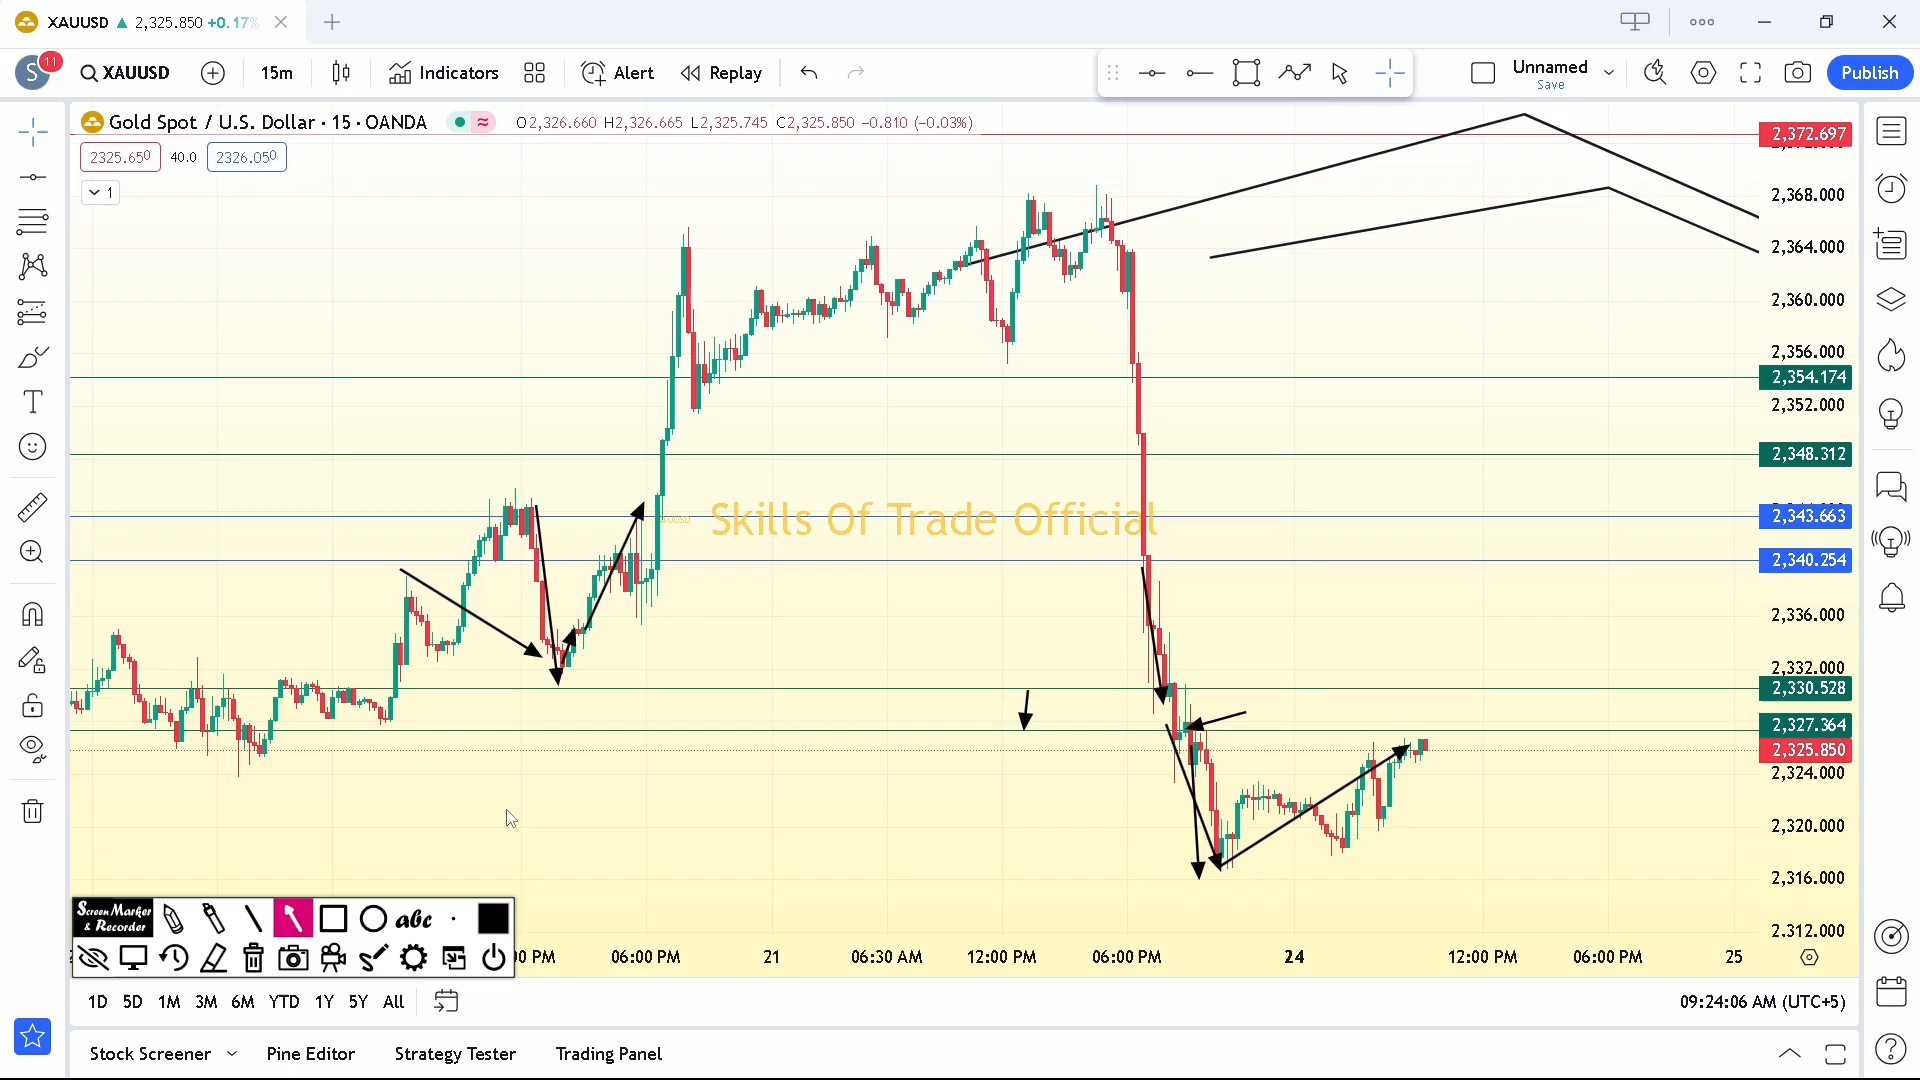 XAUUSD ▲ 2,325.850 +0.17%
S 11 XAUUSD 15m Indicators Alert Replay Unnamed Save Publish
Gold Spot / U.S. Dollar · 15 · OANDA O2,326.660 H2,326.665 L2,325.745 C2,325.850 −0.810 (−0.03%)
2325.650 40.0 2326.050
1
2,372.697
2,368.000
2,364.000
2,360.000
2,356.000
2,354.174
2,352.000
2,348.312
2,343.663
XAUUSD Skills Of Trade Official
2,340.254
2,336.000
2,332.000
2,330.528
2,327.364
2,325.850
2,324.000
2,320.000
2,316.000
2,312.000
Screen Marker & Recorder abc
06:00 PM 21 06:30 AM 12:00 PM 06:00 PM 24 12:00 PM 06:00 PM 25
1D 5D 1M 3M 6M YTD 1Y 5Y All 09:24:06 AM (UTC+5)
Stock Screener Pine Editor Strategy Tester Trading Panel